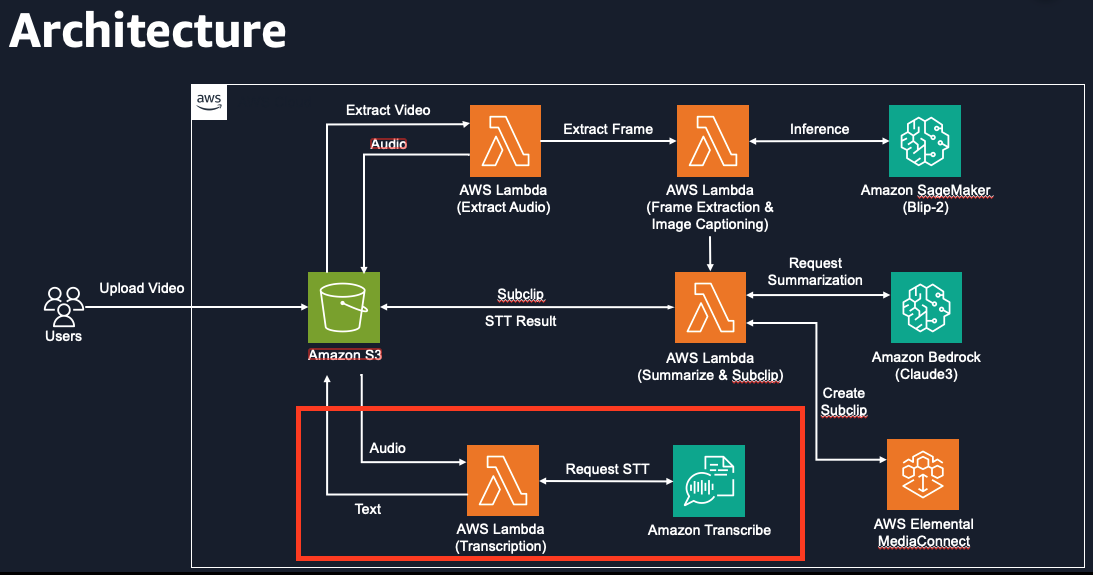 Architecture
aws
Extract Video
Audio
Extract Frame
Inference
AWS Lambda
(Extract Audio)
AWS Lambda
(Frame Extraction &
Image Captioning)
Amazon SageMaker
(Blip-2)
Upload Video
Users
Amazon S3
Subclip
STT Result
AWS Lambda
(Summarize & Subclip)
Request
Summarization
Amazon Bedrock
(Claude3)
Create
Subclip
Audio
Text
AWS Lambda
(Transcription)
Request STT
Amazon Transcribe
AWS Elemental
MediaConnect